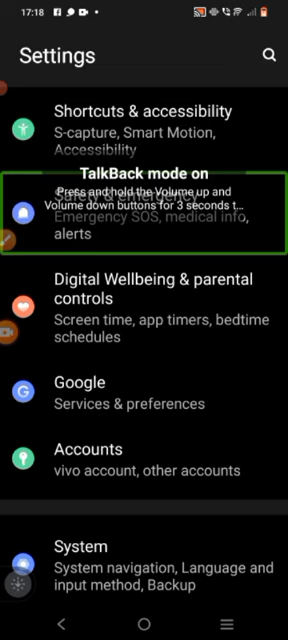 17:18
Settings
Shortcuts & accessibility
S-capture, Smart Motion,
Accessibility
TalkBack mode on
Safety & emergency
Press and hold the Volume up and
Volume down buttons for 3 seconds t...
Emergency SOS, medical info,
alerts
Digital Wellbeing & parental
controls
Screen time, app timers, bedtime
schedules
Google
Services & preferences
Accounts
vivo account, other accounts
System
System navigation, Language and
input method, Backup